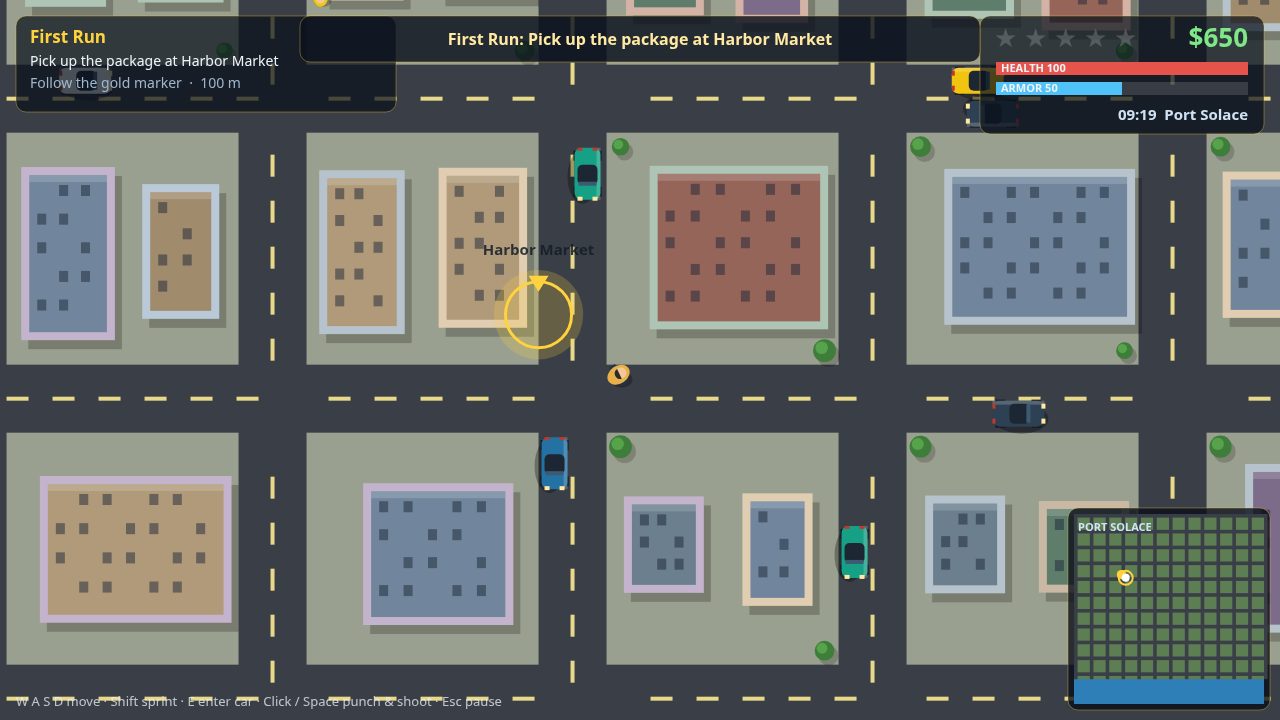 First Run
Pick up the package at Harbor Market
Follow the gold marker · 100 m
First Run: Pick up the package at Harbor Market
$650
HEALTH 100
ARMOR 50
09:19 Port Solace
Harbor Market
PORT SOLACE
W A S D move · Shift sprint · E enter car · Click / Space punch & shoot · Esc pause